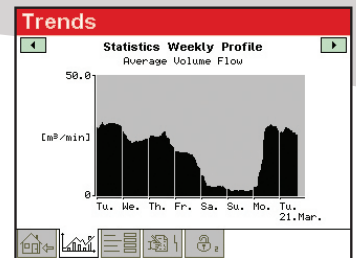 Trends
Statistics Weekly Profile
Average Volume Flow
50.0
[m³/min]
0
Tu. We. Th. Fr. Sa. Su. Mo. Tu.
21.Mar.